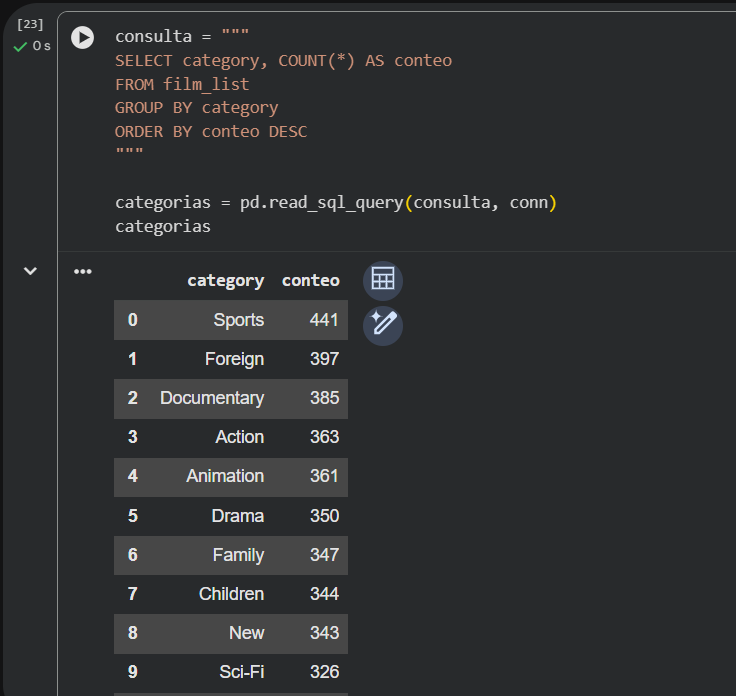 [23]
0 s
consulta = """
SELECT category, COUNT(*) AS conteo
FROM film_list
GROUP BY category
ORDER BY conteo DESC
"""
categorias = pd.read_sql_query(consulta, conn)
categorias
category conteo
0 Sports 441
1 Foreign 397
2 Documentary 385
3 Action 363
4 Animation 361
5 Drama 350
6 Family 347
7 Children 344
8 New 343
9 Sci-Fi 326